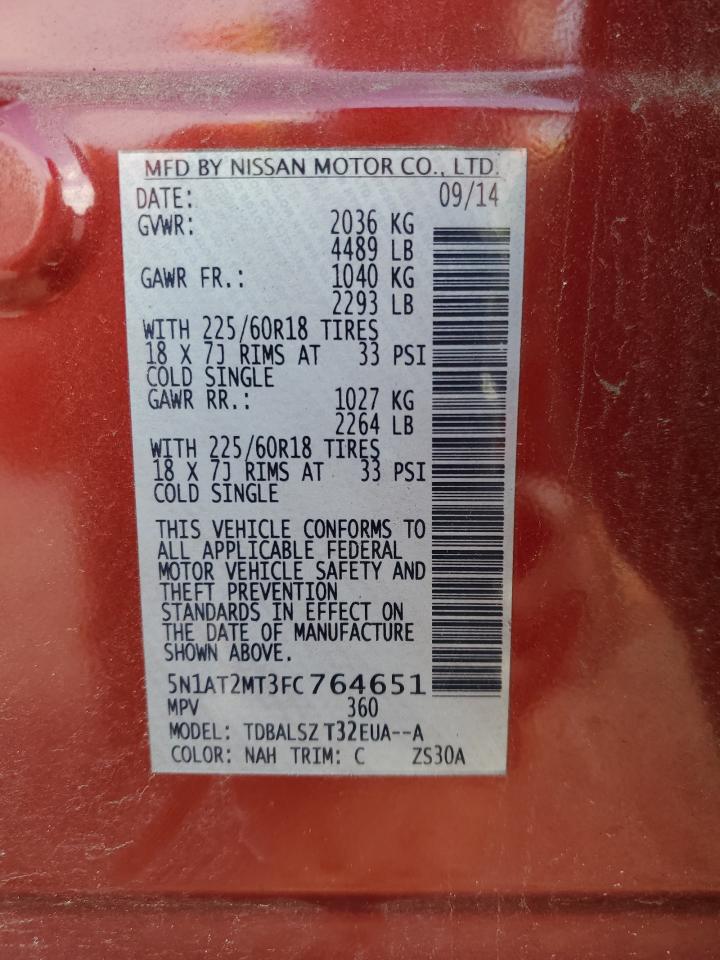 MFD BY NISSAN MOTOR CO., LTD.
DATE: 09/14
GVWR: 2036 KG
4489 LB
GAWR FR.: 1040 KG
2293 LB
WITH 225/60R18 TIRES
18 X 7J RIMS AT 33 PSI
COLD SINGLE
GAWR RR.: 1027 KG
2264 LB
WITH 225/60R18 TIRES
18 X 7J RIMS AT 33 PSI
COLD SINGLE
THIS VEHICLE CONFORMS TO
ALL APPLICABLE FEDERAL
MOTOR VEHICLE SAFETY AND
THEFT PREVENTION
STANDARDS IN EFFECT ON
THE DATE OF MANUFACTURE
SHOWN ABOVE.
5N1AT2MT3FC764651
MPV 360
MODEL: TDBALSZ T32EUA--A
COLOR: NAH TRIM: C ZS30A